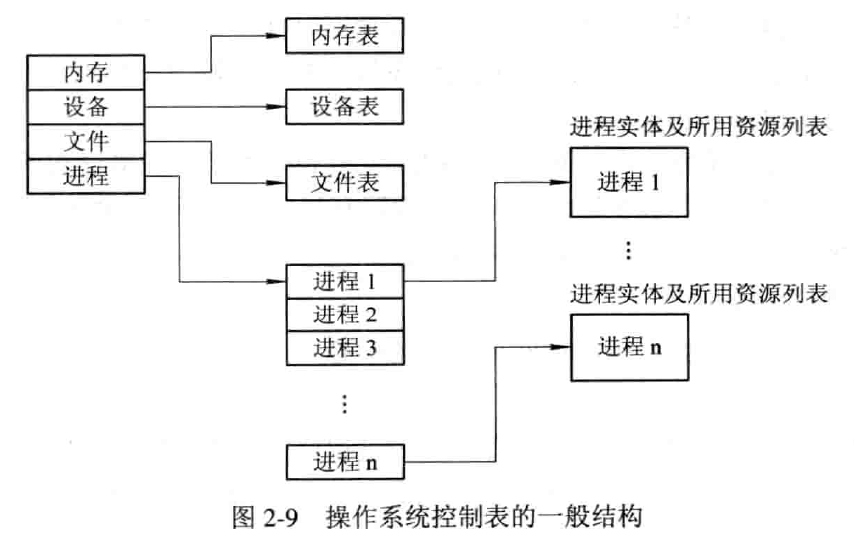 内存
设备
文件
进程
内存表
设备表
文件表
进程 1
进程 2
进程 3
⋮
进程 n
进程实体及所用资源列表
进程 1
⋮
进程实体及所用资源列表
进程 n
图 2-9 操作系统控制表的一般结构